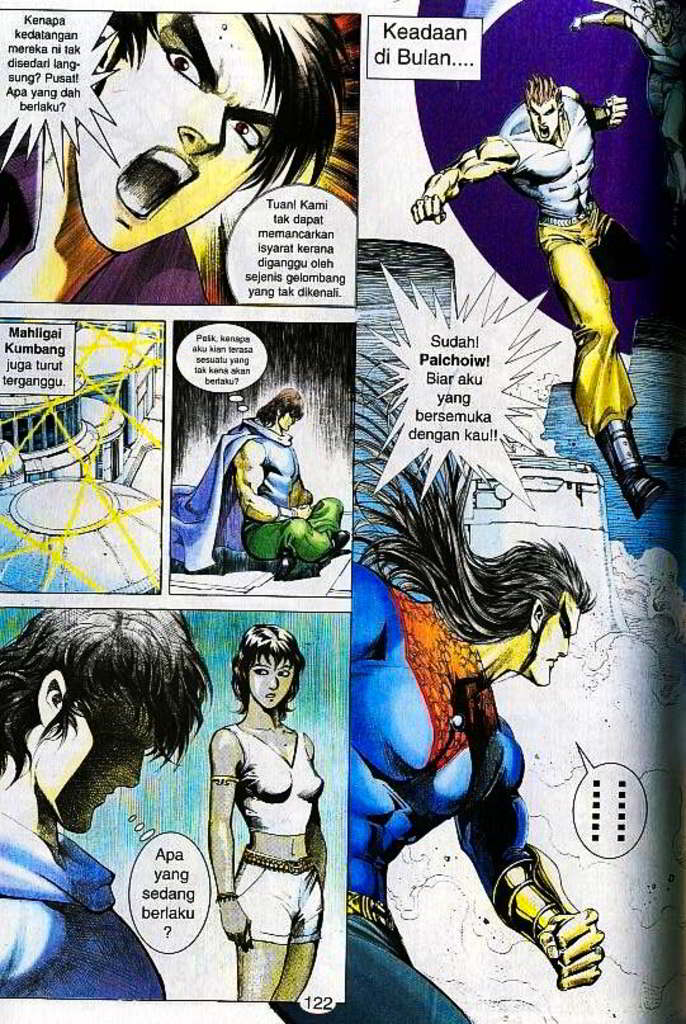 Kenapa
kedatangan
mereka ni tak
disedari lang-
sung? Pusat!
Apa yang dah
berlaku?
Tuan! Kami
tak dapat
memancarkan
isyarat kerana
diganggu oleh
sejenis gelombang
yang tak dikenali.
Mahligai
Kumbang
juga turut
terganggu.
Pelik, kenapa
aku kian terasa
sesuatu yang
tak kena akan
berlaku?
Apa
yang
sedang
berlaku
?
122
Keadaan
di Bulan....
Sudah!
Palchoiw!
Biar aku
yang
bersemuka
dengan kau!!